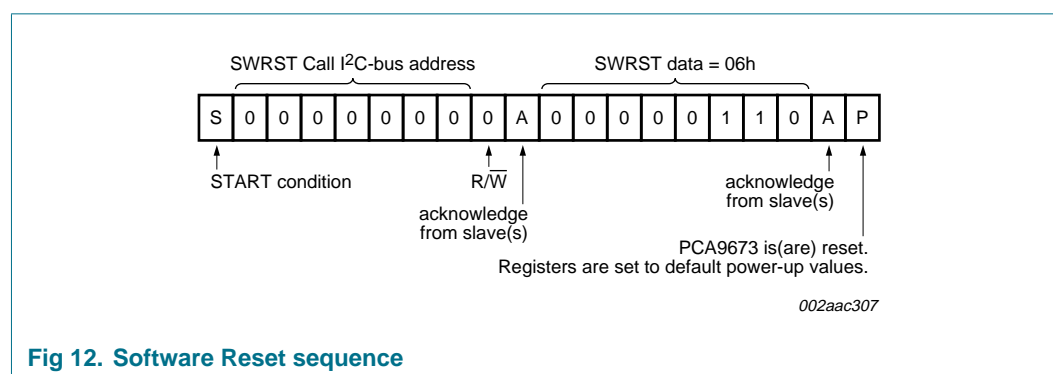 SWRST Call I²C-bus address SWRST data = 06h
S 0 0 0 0 0 0 0 0 A 0 0 0 0 0 1 1 0 A P
START condition R/W̅ acknowledge from slave(s)
acknowledge from slave(s)
PCA9673 is(are) reset.
Registers are set to default power-up values.
002aac307
Fig 12. Software Reset sequence